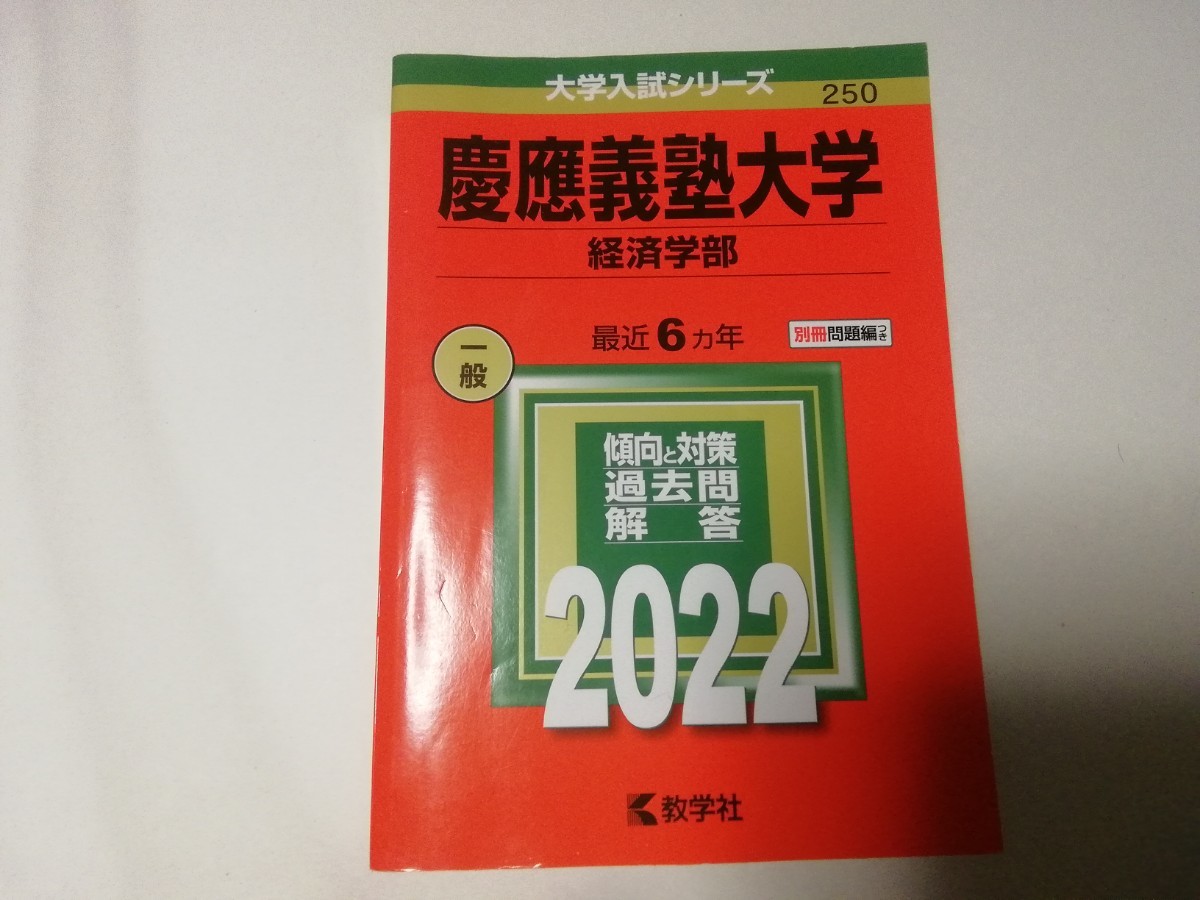 大学入試シリーズ
250
慶應義塾大学
経済学部
最近6ヵ年
別冊問題編つき
一般
傾向と対策
過去問
解答
2022
教学社